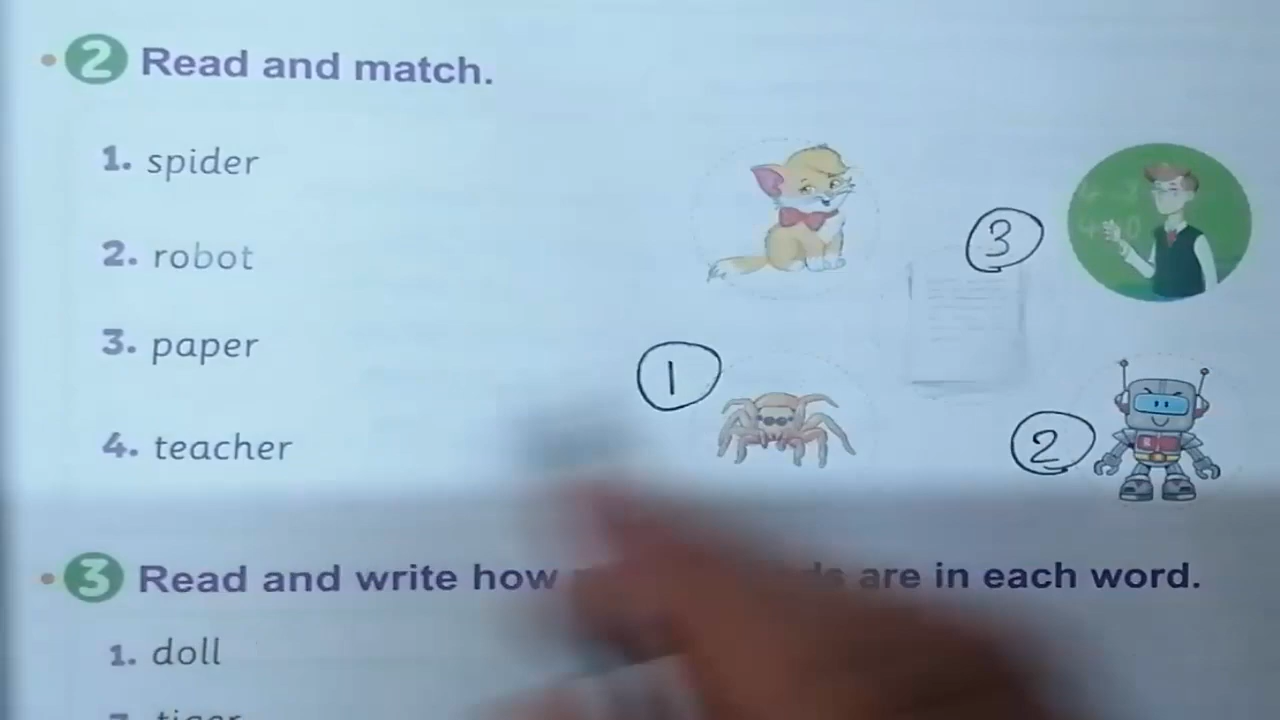 2 Read and match.
1. spider
2. robot
3. paper
4. teacher
3
1
2
3 Read and write how are in each word.
1. doll
tiger